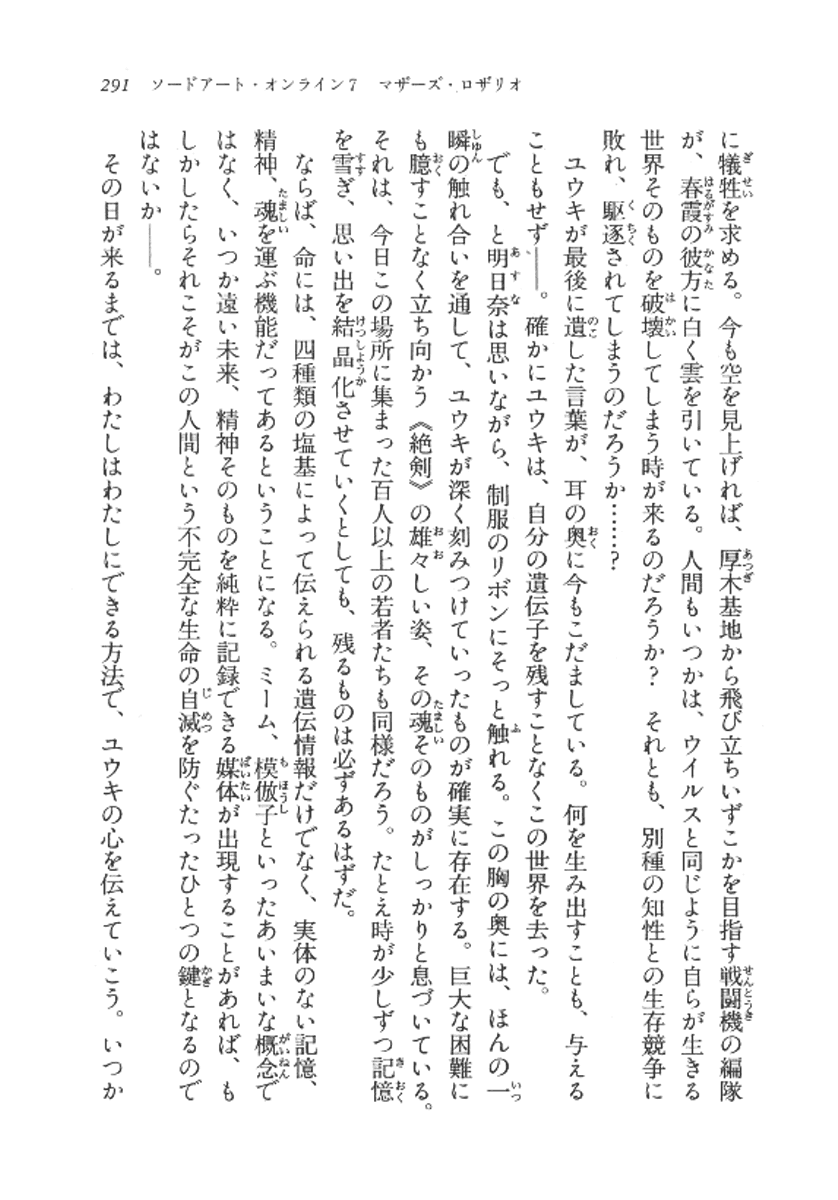 291　ソードアート・オンライン7　マザーズ・ロザリオ
に犠牲を求める。今も空を見上げれば、厚木基地から飛び立ちいずこかを目指す戦闘機の編隊
が、春霞の彼方に白く雲を引いている。人間もいつかは、ウイルスと同じように自らが生きる
世界そのものを破壊してしまう時が来るのだろうか？　それとも、別種の知性との生存競争に
敗れ、駆逐されてしまうのだろうか……？
　ユウキが最後に遺した言葉が、耳の奥に今もこだましている。何を生み出すことも、与える
こともせず――。確かにユウキは、自分の遺伝子を残すことなくこの世界を去った。
　でも、と明日奈は思いながら、制服のリボンにそっと触れる。この胸の奥には、ほんの一
瞬の触れ合いを通して、ユウキが深く刻みつけていったものが確実に存在する。巨大な困難に
も臆すことなく立ち向かう《絶剣》の雄々しい姿、その魂そのものがしっかりと息づいている。
それは、今日この場所に集まった百人以上の若者たちも同様だろう。たとえ時が少しずつ記憶
を雪ぎ、思い出を結晶化させていくとしても、残るものは必ずあるはずだ。
　ならば、命には、四種類の塩基によって伝えられる遺伝情報だけでなく、実体のない記憶、
精神、魂を運ぶ機能だってあるということになる。ミーム、模倣子といったあいまいな概念で
はなく、いつか遠い未来、精神そのものを純粋に記録できる媒体が出現することがあれば、も
しかしたらそれこそがこの人間という不完全な生命の自滅を防ぐたったひとつの鍵となるので
はないか――。
　その日が来るまでは、わたしはわたしにできる方法で、ユウキの心を伝えていこう。いつか